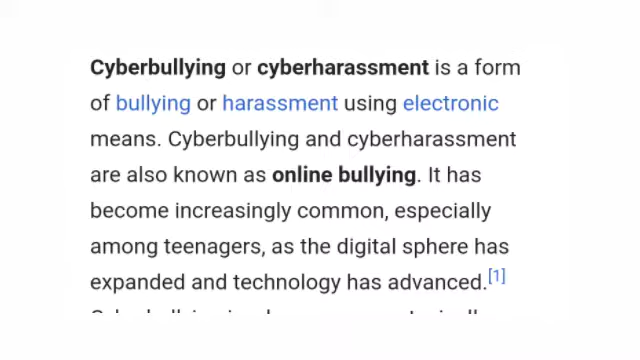 Cyberbullying or cyberharassment is a form
of bullying or harassment using electronic
means. Cyberbullying and cyberharassment
are also known as online bullying. It has
become increasingly common, especially
among teenagers, as the digital sphere has
expanded and technology has advanced.[1]